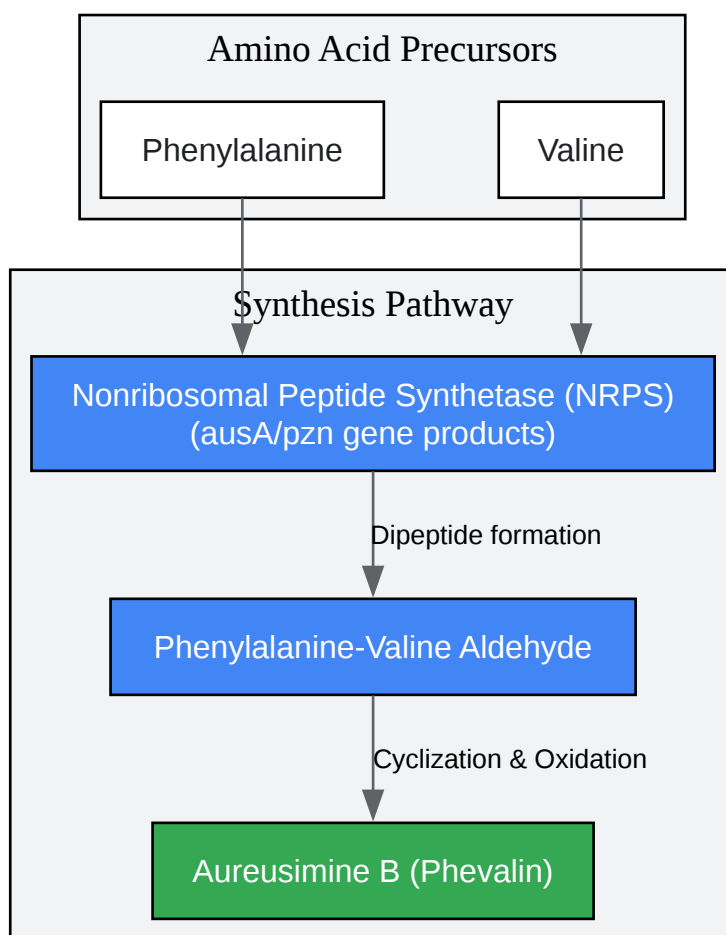 Amino Acid Precursors
Phenylalanine
Valine
Synthesis Pathway
Nonribosomal Peptide Synthetase (NRPS)
(ausA/pzn gene products)
Dipeptide formation
Phenylalanine-Valine Aldehyde
Cyclization & Oxidation
Aureusimine B (Phevalin)